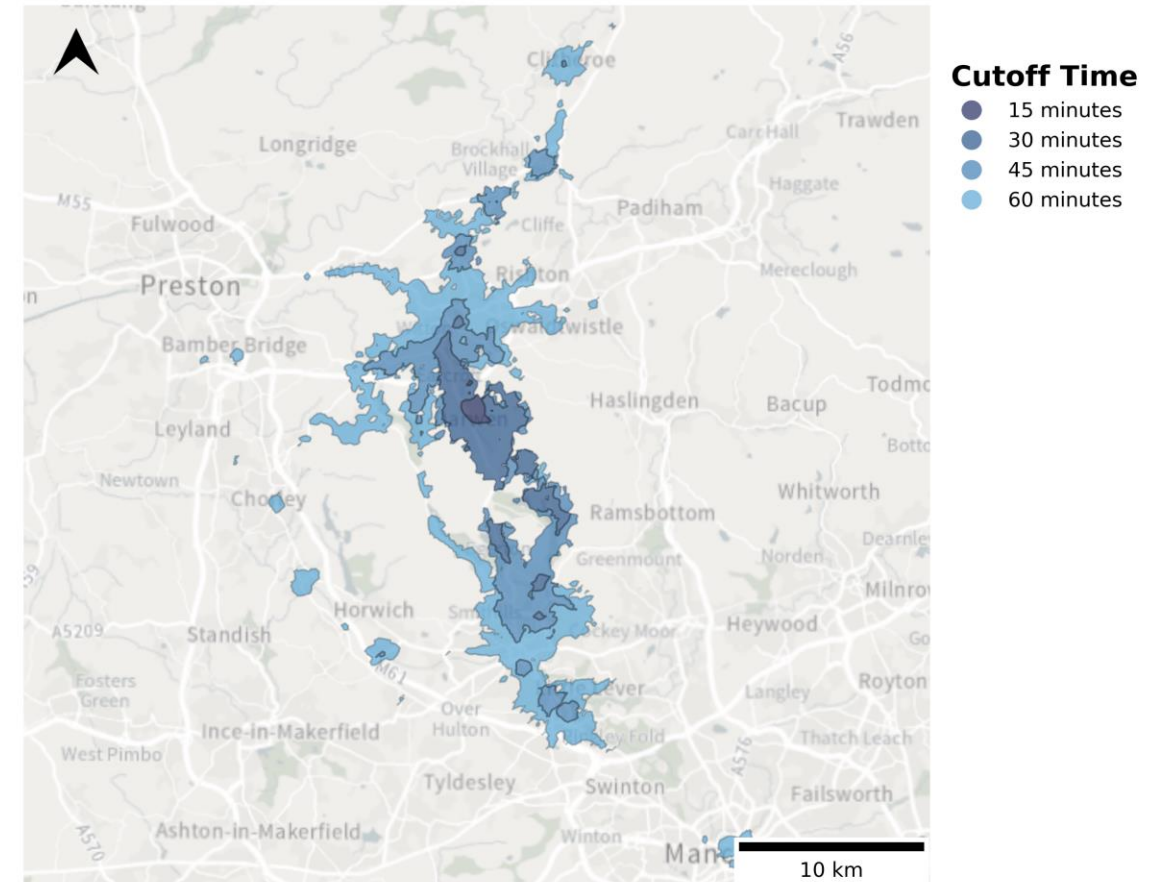 Cutoff Time
15 minutes
30 minutes
45 minutes
60 minutes
A56
Trawden
Carr Hall
Longridge
Brockhall
Village
Haggate
M55
Padiham
Fulwood
Cliffe
Mereclough
Preston
Bamber Bridge
Haslingden
Bacup
Leyland
Newtown
Whitworth
Ramsbottom
Greenmount
Norden
Horwich
Heywood
A5209
Standish
M61
Fosters
Green
Langley
Royton
Over
Hulton
Ince-in-Makerfield
Thatch Leach
West Pimbo
A576
Tyldesley
Swinton
Failsworth
Ashton-in-Makerfield
Winton
A570
10 km